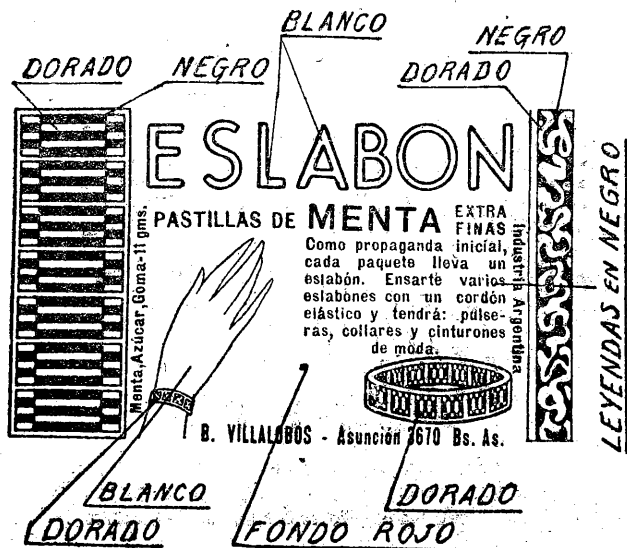 BLANCO
NEGRO
DORADO
NEGRO
DORADO
ESLABON
PASTILLAS DE MENTA EXTRA FINAS
Como propaganda inicial,
cada paquete lleva un
eslabón. Ensarte varios
eslabones con un cordón
elástico y tendrá: pulse-
ras, collares y cinturones
de moda.
Industria Argentina
Menta, Azúcar, Goma-11 gms.
LEYENDAS EN NEGRO
B. VILLALOBOS - Asunción 3670 Bs. As.
BLANCO
DORADO
DORADO
FONDO ROJO